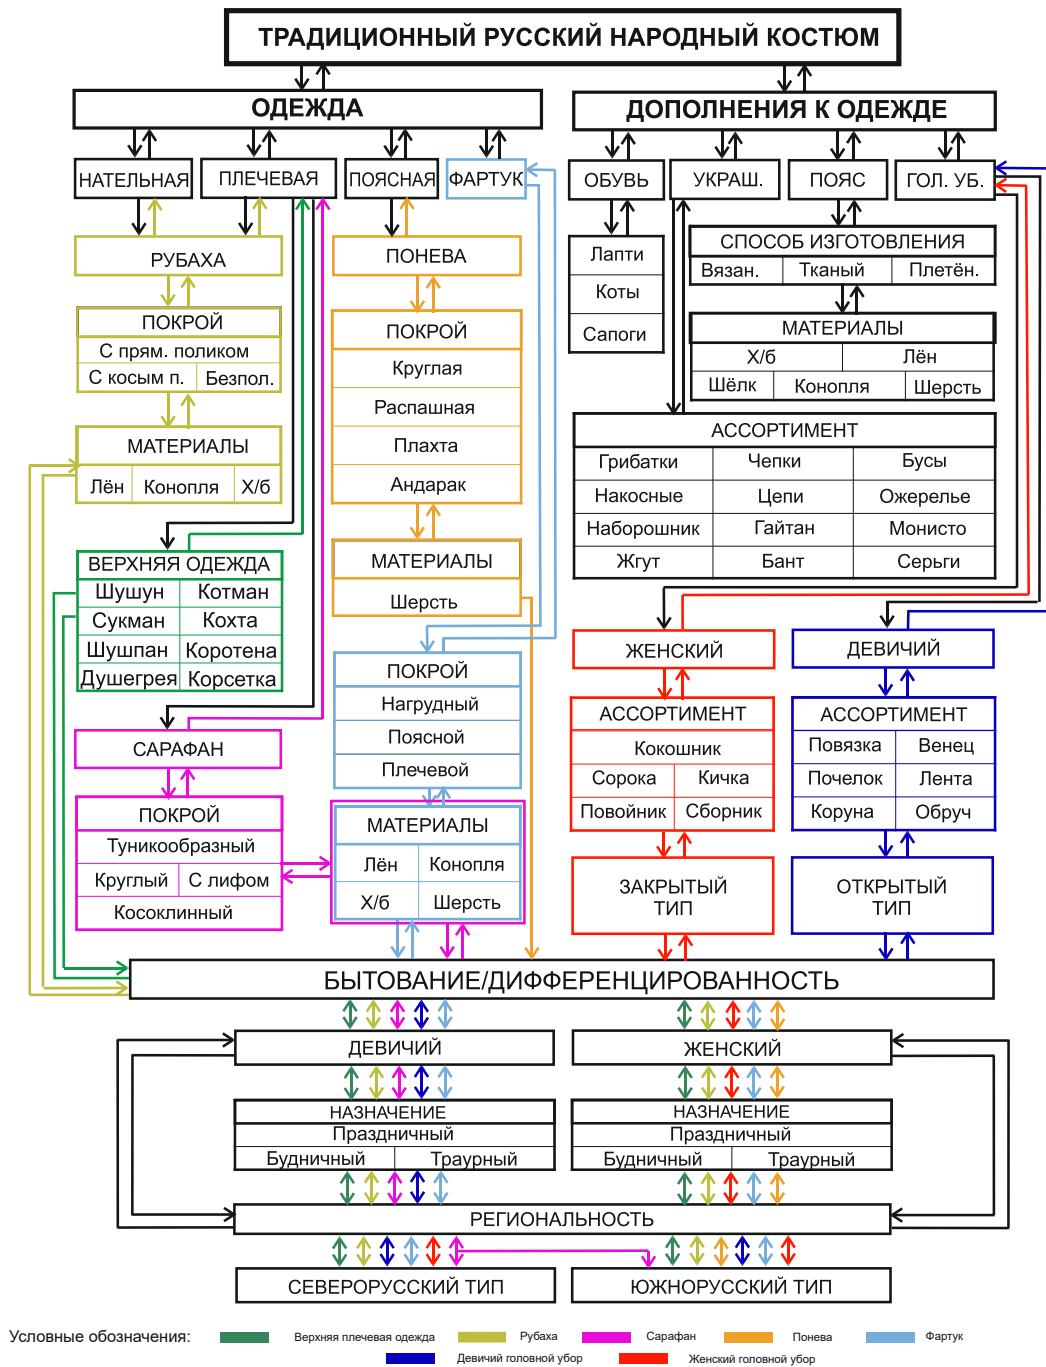 ТРАДИЦИОННЫЙ РУССКИЙ НАРОДНЫЙ КОСТЮМ
ОДЕЖДА
ДОПОЛНЕНИЯ К ОДЕЖДЕ
НАТЕЛЬНАЯ
ПЛЕЧЕВАЯ
ПОЯСНАЯ
ФАРТУК
ОБУВЬ
УКРАШ.
ПОЯС
ГОЛ. УБ.
РУБАХА
ПОКРОЙ
С прям. поликом
С косым п.
Безпол.
МАТЕРИАЛЫ
Лён
Конопля
Х/б
ВЕРХНЯЯ ОДЕЖДА
Шушун
Котман
Сукман
Кохта
Шушпан
Коротена
Душегрея
Корсетка
САРАФАН
ПОКРОЙ
Туникообразный
Круглый
С лифом
Косоклинный
ПОНЕВА
ПОКРОЙ
Круглая
Распашная
Плахта
Андарак
МАТЕРИАЛЫ
Шерсть
ПОКРОЙ
Нагрудный
Поясной
Плечевой
МАТЕРИАЛЫ
Лён
Конопля
Х/б
Шерсть
Лапти
Коты
Сапоги
СПОСОБ ИЗГОТОВЛЕНИЯ
Вязан.
Тканый
Плетён.
МАТЕРИАЛЫ
Х/б
Лён
Шёлк
Конопля
Шерсть
АССОРТИМЕНТ
Грибатки
Чепки
Бусы
Накосные
Цепи
Ожерелье
Наборошник
Гайтан
Монисто
Жгут
Бант
Серьги
ЖЕНСКИЙ
АССОРТИМЕНТ
Кокошник
Сорока
Кичка
Повойник
Сборник
ЗАКРЫТЫЙ
ТИП
ДЕВИЧИЙ
АССОРТИМЕНТ
Повязка
Венец
Почелок
Лента
Коруна
Обруч
ОТКРЫТЫЙ
ТИП
БЫТОВАНИЕ/ДИФФЕРЕНЦИРОВАННОСТЬ
ДЕВИЧИЙ
ЖЕНСКИЙ
НАЗНАЧЕНИЕ
Праздничный
Будничный
Траурный
НАЗНАЧЕНИЕ
Праздничный
Будничный
Траурный
РЕГИОНАЛЬНОСТЬ
СЕВЕРОРУССКИЙ ТИП
ЮЖНОРУССКИЙ ТИП
Условные обозначения:
Верхняя плечевая одежда
Рубаха
Сарафан
Понева
Фартук
Девичий головной убор
Женский головной убор